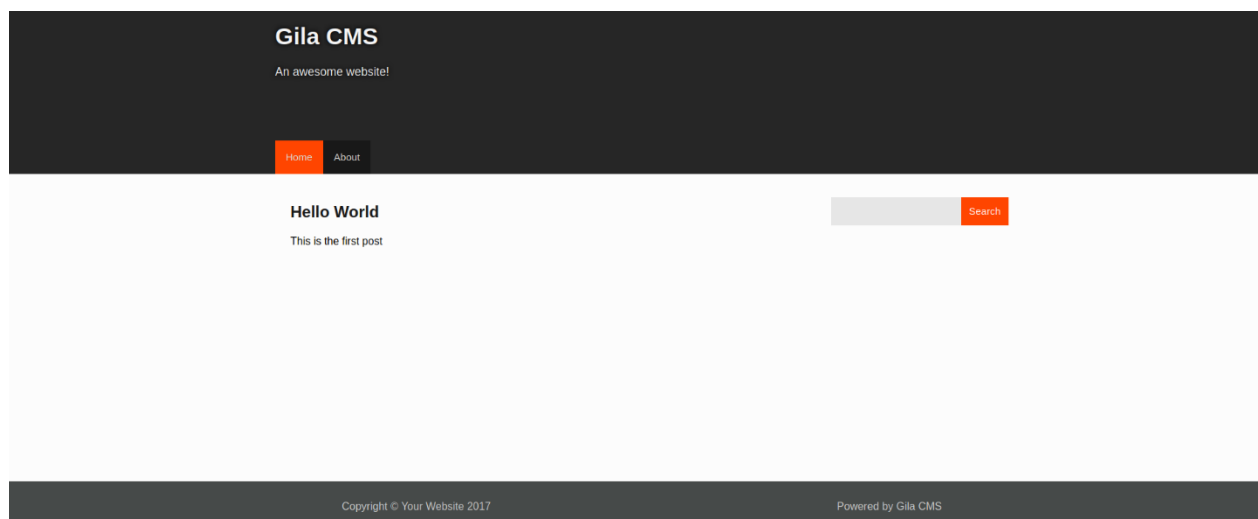 Gila CMS
An awesome website!
Home About
Hello World
Search
This is the first post
Copyright © Your Website 2017 Powered by Gila CMS